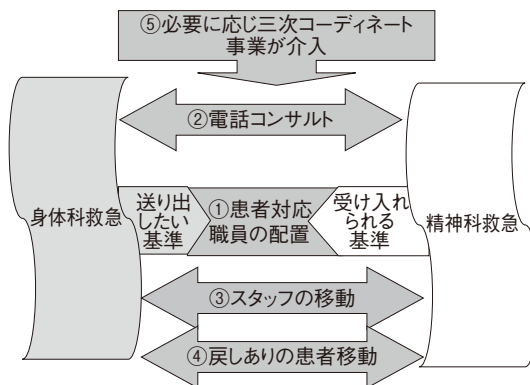 ⑤必要に応じ三次コーディネート
事業が介入
②電話コンサルト
身体科救急
送り出
したい
基準
①患者対応
職員の配置
受け入れ
られる
基準
精神科救急
③スタッフの移動
④戻しありの患者移動